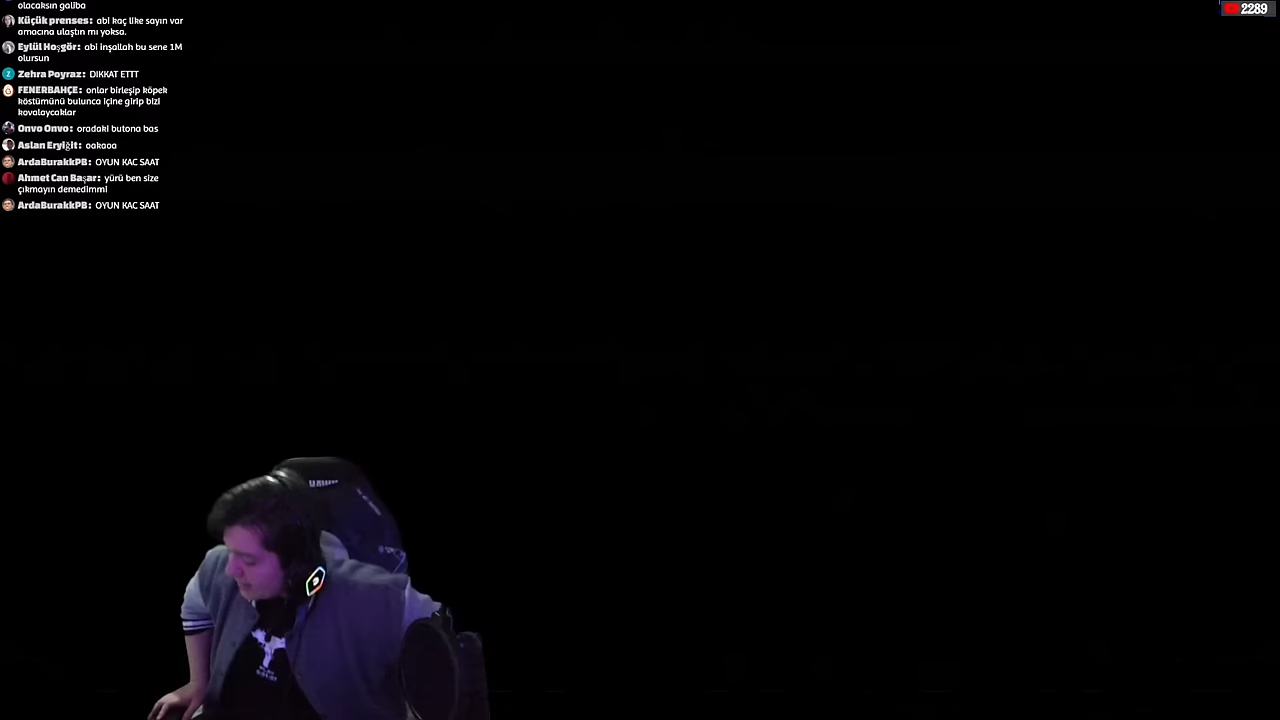 olacaksın galiba
Küçük prenses: abi kaç like sayın var
amacına ulaştın mı yoksa.
Eylül Hoşgör: abi inşallah bu sene 1M
olursun
Z Zehra Poyraz: DIKKAT ETTT
FENERBAHÇE: onlar birleşip köpek
köstümünü bulunca içine girip bizi
kovalaycaklar
Onvo Onvo: oradaki butona bas
Aslan Eryiğit: oakaoa
ArdaBurakkPB: OYUN KAC SAAT
Ahmet Can Başar: yürü ben size
çıkmayın demedimmi
ArdaBurakkPB: OYUN KAC SAAT
2289
HAWK